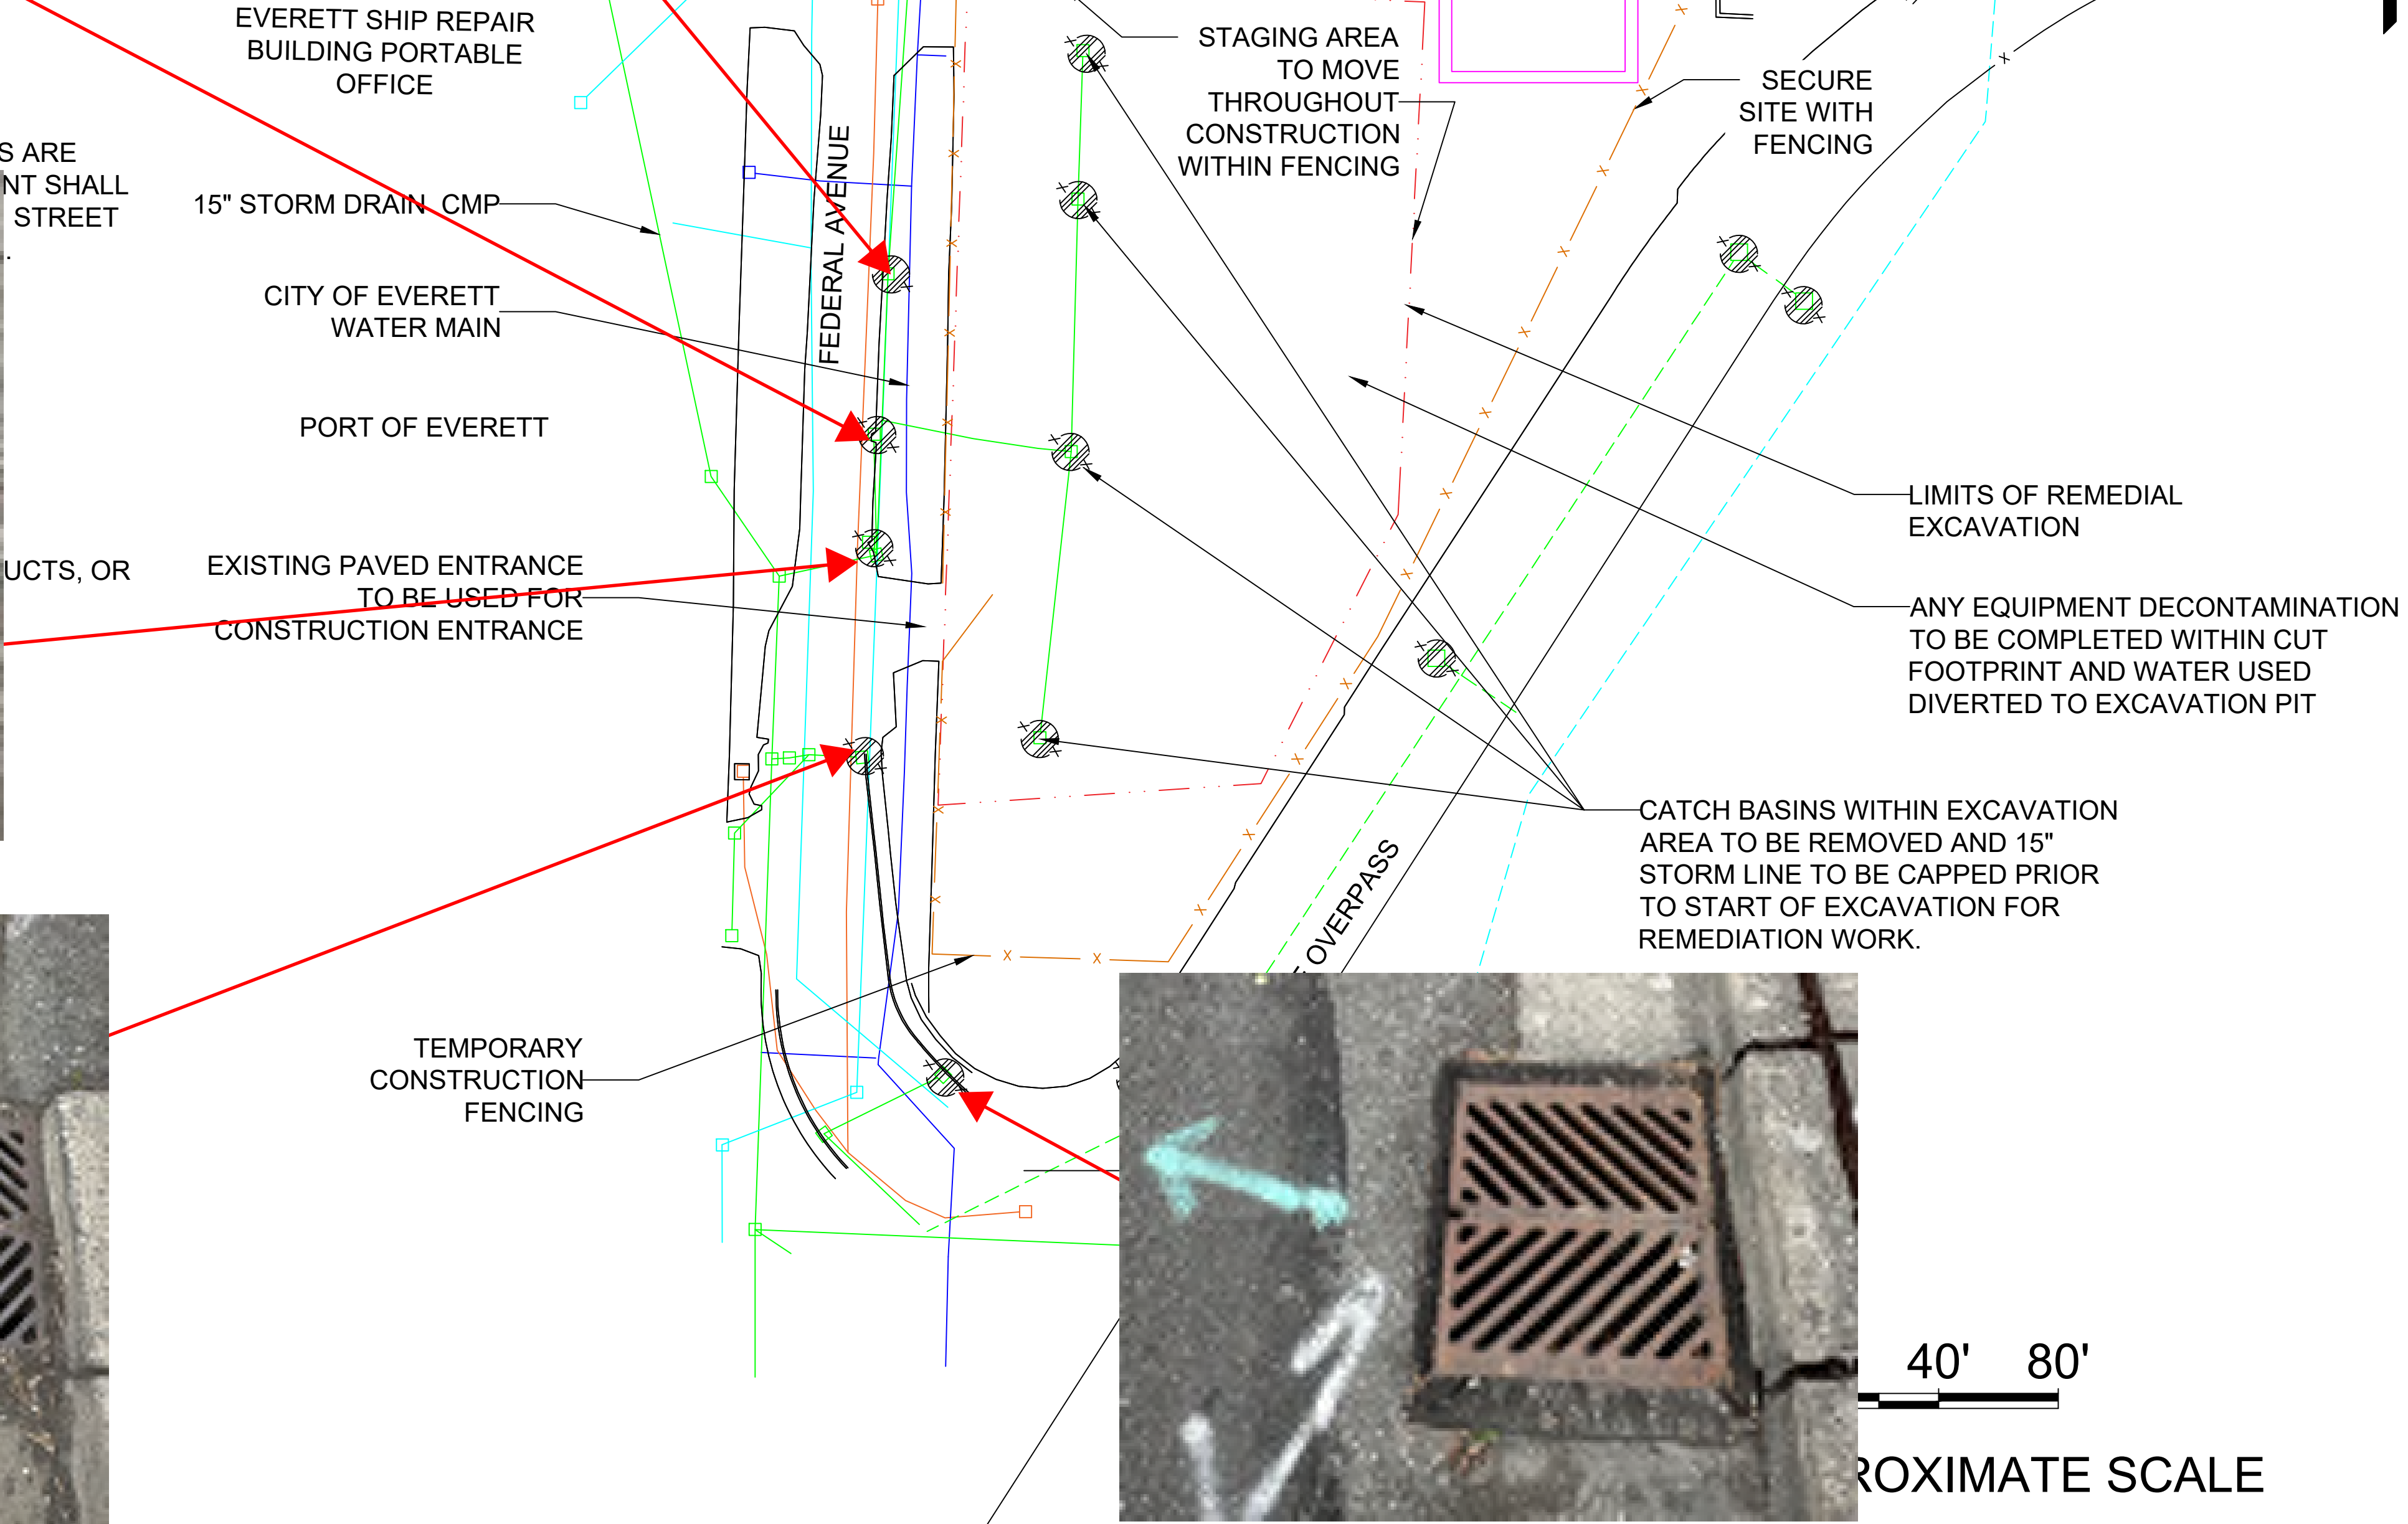 EVERETT SHIP REPAIR
BUILDING PORTABLE
OFFICE
S ARE
NT SHALL
STREET
.
15" STORM DRAIN CMP
CITY OF EVERETT
WATER MAIN
PORT OF EVERETT
UCTS, OR
EXISTING PAVED ENTRANCE
TO BE USED FOR
CONSTRUCTION ENTRANCE
TEMPORARY
CONSTRUCTION
FENCING
FEDERAL AVENUE
STAGING AREA
TO MOVE
THROUGHOUT
CONSTRUCTION
WITHIN FENCING
SECURE
SITE WITH
FENCING
LIMITS OF REMEDIAL
EXCAVATION
ANY EQUIPMENT DECONTAMINATION
TO BE COMPLETED WITHIN CUT
FOOTPRINT AND WATER USED
DIVERTED TO EXCAVATION PIT
CATCH BASINS WITHIN EXCAVATION
AREA TO BE REMOVED AND 15"
STORM LINE TO BE CAPPED PRIOR
TO START OF EXCAVATION FOR
REMEDIATION WORK.
OVERPASS
40' 80'
ROXIMATE SCALE